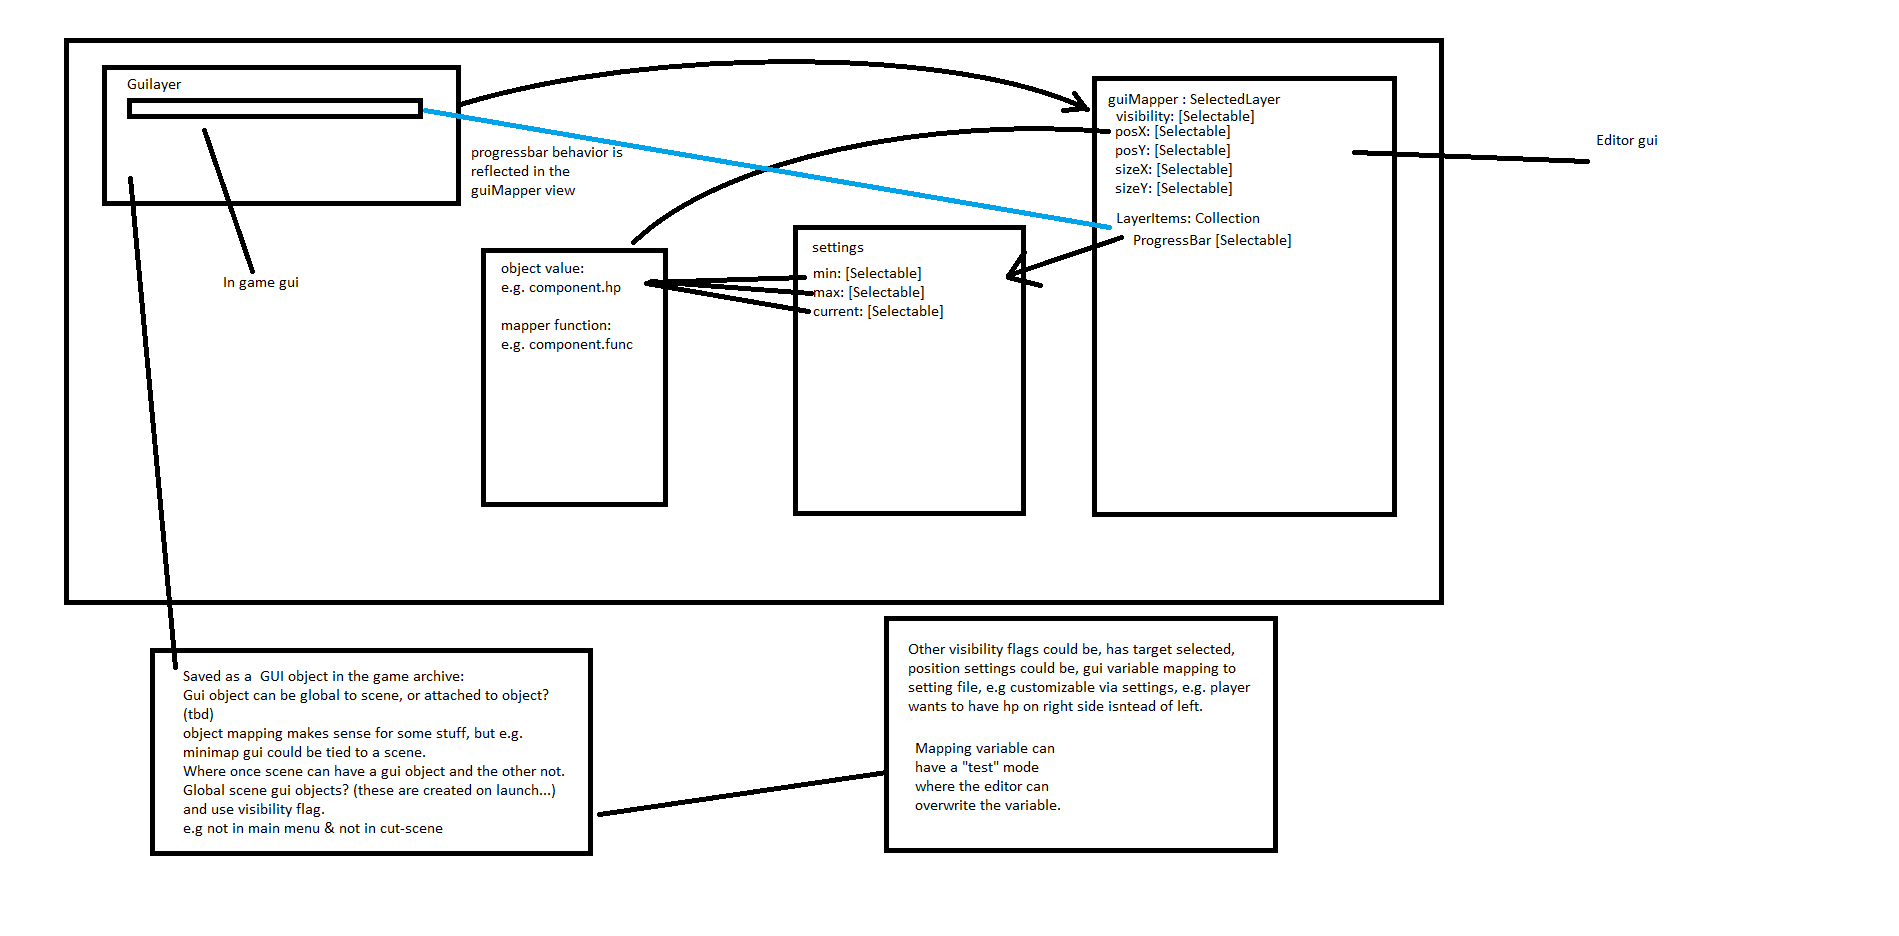 Guilayer
progressbar behavior is
reflected in the
guiMapper view
In game gui
object value:
e.g. component.hp
mapper function:
e.g. component.func
settings
min: [Selectable]
max: [Selectable]
current: [Selectable]
guiMapper : SelectedLayer
visibility: [Selectable]
posX: [Selectable]
posY: [Selectable]
sizeX: [Selectable]
sizeY: [Selectable]
LayerItems: Collection
ProgressBar [Selectable]
Editor gui
Saved as a  GUI object in the game archive:
Gui object can be global to scene, or attached to object?
(tbd)
object mapping makes sense for some stuff, but e.g.
minimap gui could be tied to a scene.
Where once scene can have a gui object and the other not.
Global scene gui objects? (these are created on launch...)
and use visibility flag.
e.g not in main menu & not in cut-scene
Other visibility flags could be, has target selected,
position settings could be, gui variable mapping to
setting file, e.g customizable via settings, e.g. player
wants to have hp on right side isntead of left.
Mapping variable can
have a "test" mode
where the editor can
overwrite the variable.